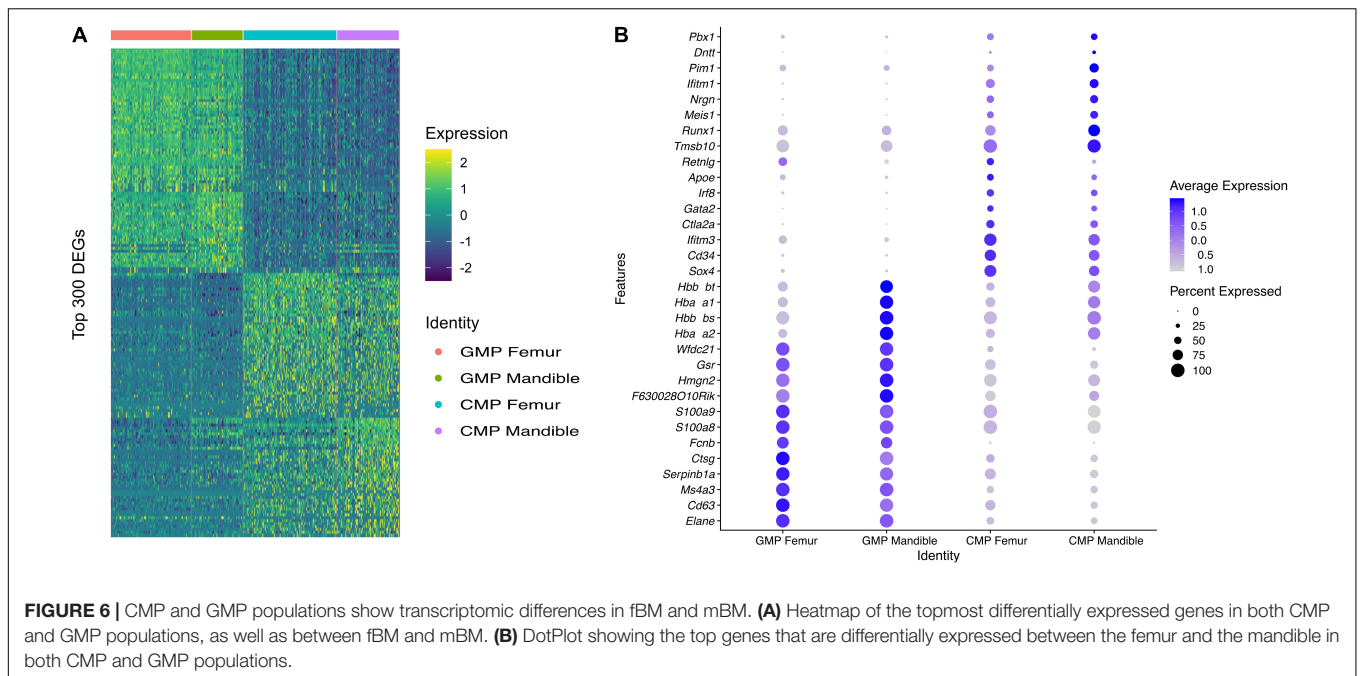 A
Top 300 DEGs
Expression
2
1
0
-1
-2
Identity
GMP Femur
GMP Mandible
CMP Femur
CMP Mandible
B
Features
Pbx1
Dntt
Pim1
Ifitm1
Nrgn
Meis1
Runx1
Tmsb10
Retnlg
Apoe
Irf8
Gata2
Ctla2a
Ifitm3
Cd34
Sox4
Hbb bt
Hba a1
Hbb bs
Hba a2
Wfdc21
Gsr
Hmgn2
F630028O10Rik
S100a9
S100a8
Fcnb
Ctsg
Serpinb1a
Ms4a3
Cd63
Elane
GMP Femur GMP Mandible CMP Femur CMP Mandible
Identity
Average Expression
1.0
0.5
0.0
0.5
1.0
Percent Expressed
0
25
50
75
100
FIGURE 6 | CMP and GMP populations show transcriptomic differences in fBM and mBM. (A) Heatmap of the topmost differentially expressed genes in both CMP
and GMP populations, as well as between fBM and mBM. (B) DotPlot showing the top genes that are differentially expressed between the femur and the mandible in
both CMP and GMP populations.